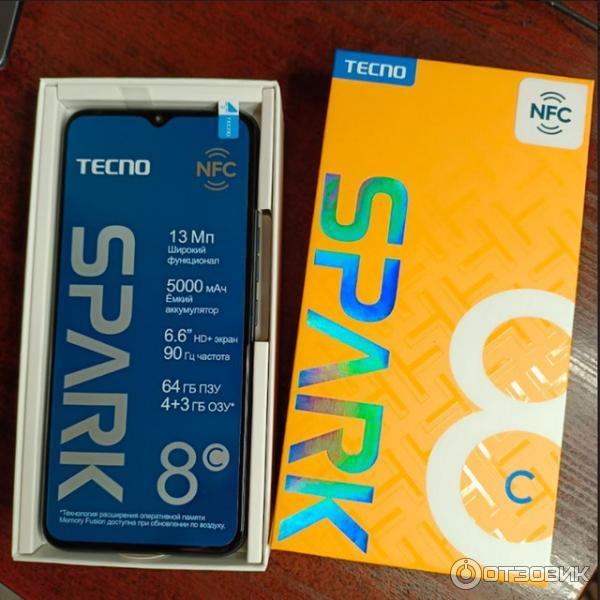 TECNO
NFC
SPARK
13 Мп
Широкий
функционал
5000 мАч
Ёмкий
аккумулятор
6.6” HD+ экран
90 Гц частота
64 ГБ ПЗУ
4+3 ГБ ОЗУ*
8C
*Технология расширения оперативной памяти
Memory Fusion доступна при обновлении по воздуху.
TECNO
NFC
SPARK
8
C
ОТЗОВИК